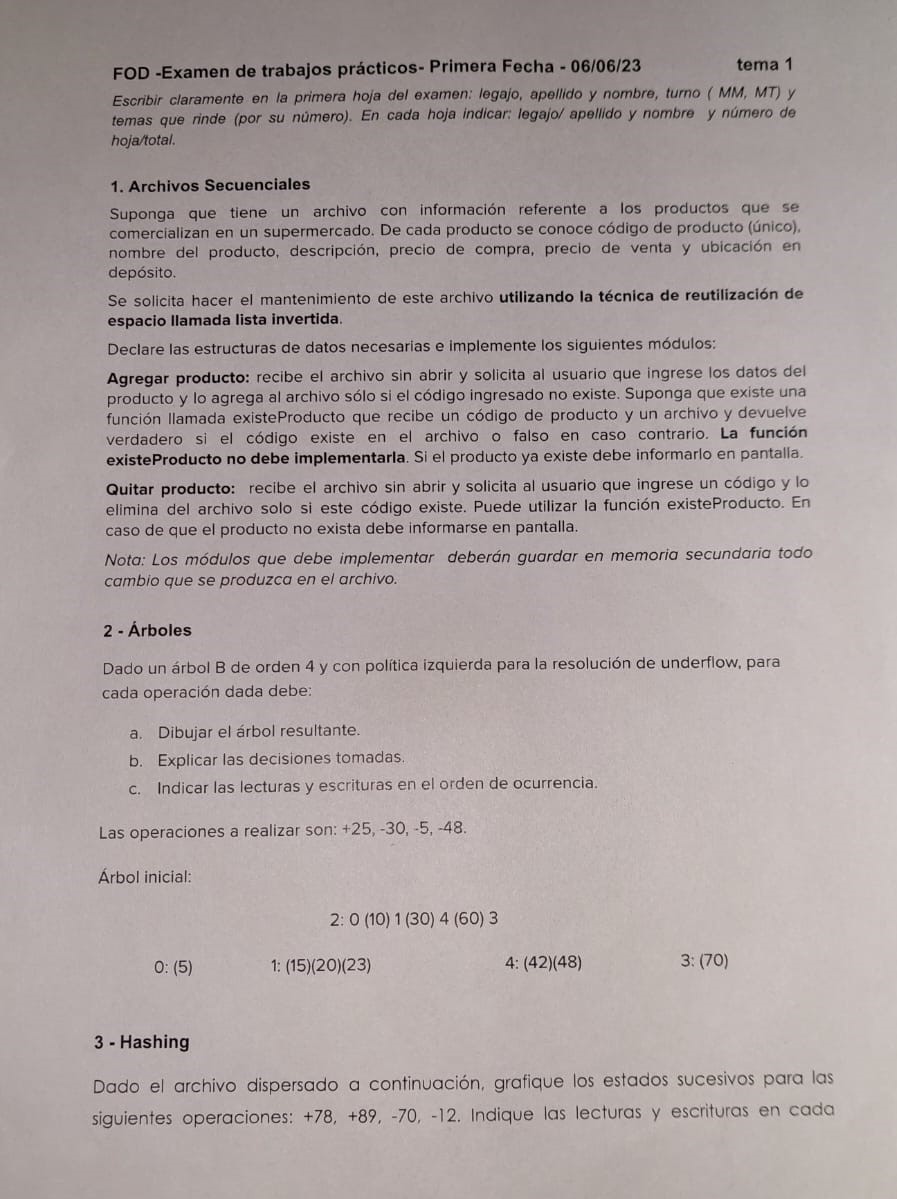 FOD -Examen de trabajos prácticos- Primera Fecha - 06/06/23 tema 1
Escribir claramente en la primera hoja del examen: legajo, apellido y nombre, turno ( MM, MT) y
temas que rinde (por su número). En cada hoja indicar: legajo/ apellido y nombre y número de
hoja/total.
1. Archivos Secuenciales
Suponga que tiene un archivo con información referente a los productos que se
comercializan en un supermercado. De cada producto se conoce código de producto (único),
nombre del producto, descripción, precio de compra, precio de venta y ubicación en
depósito.
Se solicita hacer el mantenimiento de este archivo utilizando la técnica de reutilización de
espacio llamada lista invertida.
Declare las estructuras de datos necesarias e implemente los siguientes módulos:
Agregar producto: recibe el archivo sin abrir y solicita al usuario que ingrese los datos del
producto y lo agrega al archivo sólo si el código ingresado no existe. Suponga que existe una
función llamada existeProducto que recibe un código de producto y un archivo y devuelve
verdadero si el código existe en el archivo o falso en caso contrario. La función
existeProducto no debe implementarla. Si el producto ya existe debe informarlo en pantalla.
Quitar producto: recibe el archivo sin abrir y solicita al usuario que ingrese un código y lo
elimina del archivo solo si este código existe. Puede utilizar la función existeProducto. En
caso de que el producto no exista debe informarse en pantalla.
Nota: Los módulos que debe implementar deberán guardar en memoria secundaria todo
cambio que se produzca en el archivo.
2 - Árboles
Dado un árbol B de orden 4 y con política izquierda para la resolución de underflow, para
cada operación dada debe:
a. Dibujar el árbol resultante.
b. Explicar las decisiones tomadas.
c. Indicar las lecturas y escrituras en el orden de ocurrencia.
Las operaciones a realizar son: +25, -30, -5, -48.
Árbol inicial:
2: 0 (10) 1 (30) 4 (60) 3
0: (5) 1: (15)(20)(23) 4: (42)(48) 3: (70)
3 - Hashing
Dado el archivo dispersado a continuación, grafique los estados sucesivos para las
siguientes operaciones: +78, +89, -70, -12. Indique las lecturas y escrituras en cada